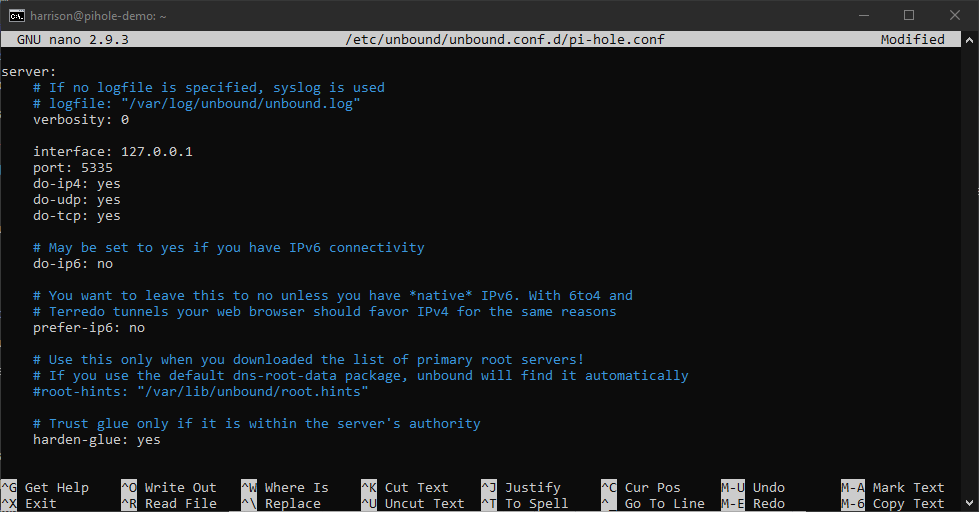 harrison@pihole-demo: ~
GNU nano 2.9.3 /etc/unbound/unbound.conf.d/pi-hole.conf Modified
server:
# If no logfile is specified, syslog is used
# logfile: "/var/log/unbound/unbound.log"
verbosity: 0
interface: 127.0.0.1
port: 5335
do-ip4: yes
do-udp: yes
do-tcp: yes
# May be set to yes if you have IPv6 connectivity
do-ip6: no
# You want to leave this to no unless you have *native* IPv6. With 6to4 and
# Terredo tunnels your web browser should favor IPv4 for the same reasons
prefer-ip6: no
# Use this only when you downloaded the list of primary root servers!
# If you use the default dns-root-data package, unbound will find it automatically
#root-hints: "/var/lib/unbound/root.hints"
# Trust glue only if it is within the server's authority
harden-glue: yes
^G Get Help ^O Write Out ^W Where Is ^K Cut Text ^J Justify ^C Cur Pos M-U Undo M-A Mark Text
^X Exit ^R Read File ^\ Replace ^U Uncut Text ^T To Spell ^_ Go To Line M-E Redo M-6 Copy Text